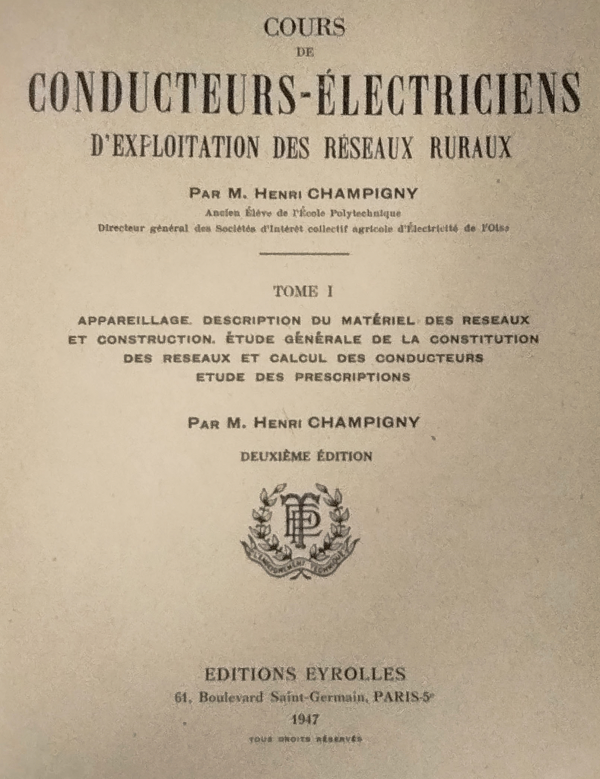 COURS
DE
CONDUCTEURS-ÉLECTRICIENS
D'EXPLOITATION DES RÉSEAUX RURAUX
PAR M. HENRI CHAMPIGNY
Ancien Élève de l'École Polytechnique
Directeur général des Sociétés d'Intérêt collectif agricole d'Électricité de l'Oise
TOME I
APPAREILLAGE. DESCRIPTION DU MATÉRIEL DES RESEAUX
ET CONSTRUCTION. ÉTUDE GÉNÉRALE DE LA CONSTITUTION
DES RESEAUX ET CALCUL DES CONDUCTEURS
ETUDE DES PRESCRIPTIONS
PAR M. HENRI CHAMPIGNY
DEUXIÈME ÉDITION
ENSEIGNEMENT TECHNIQUE
EDITIONS EYROLLES
61, Boulevard Saint-Germain, PARIS-5e
1947
TOUS DROITS RÉSERVÉS